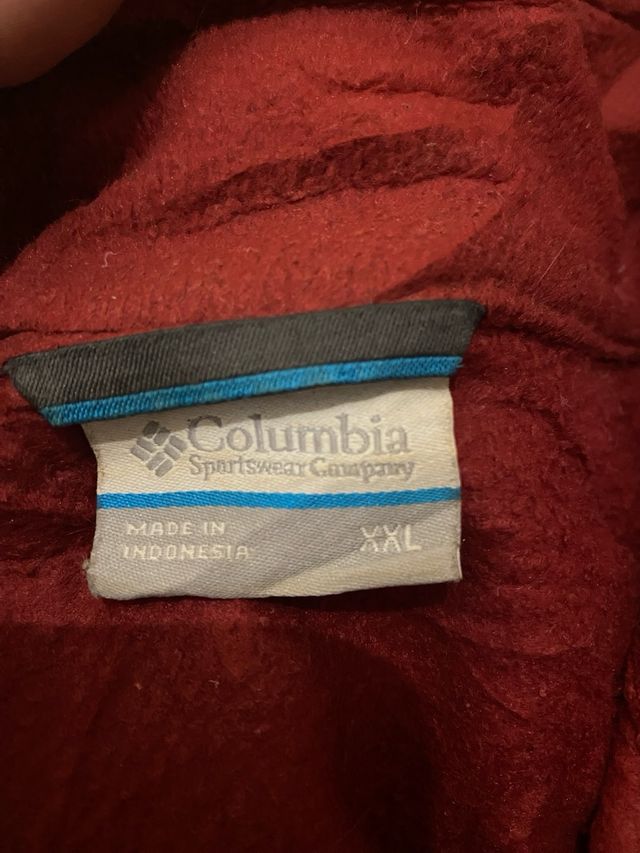 Columbia
Sportswear Company
MADE IN
INDONESIA
XXL